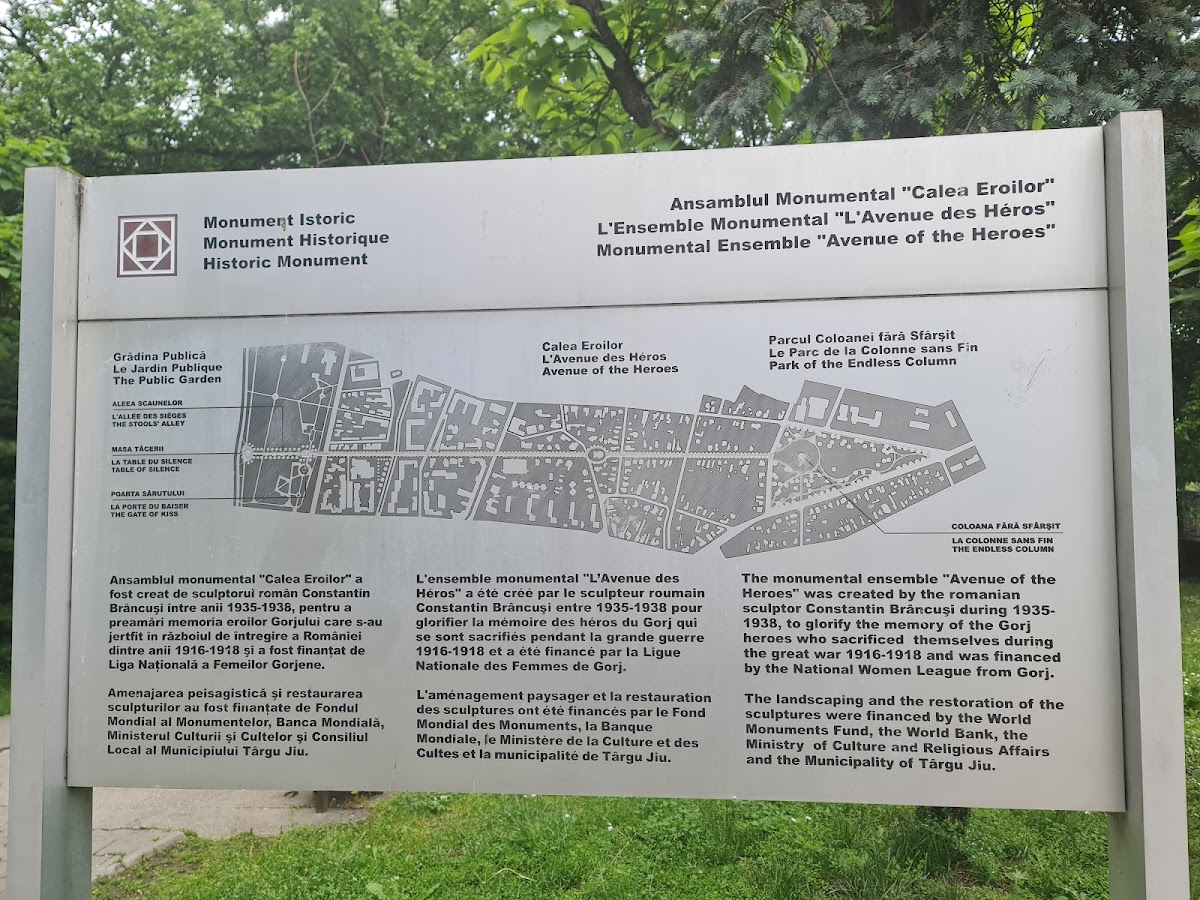 Monument Istoric
Monument Historique
Historic Monument
Ansamblul Monumental "Calea Eroilor"
L'Ensemble Monumental "L'Avenue des Héros"
Monumental Ensemble "Avenue of the Heroes"
Grădina Publică
Le Jardin Publique
The Public Garden
Calea Eroilor
L'Avenue des Héros
Avenue of the Heroes
Parcul Coloanei fără Sfârşit
Le Parc de la Colonne sans Fin
Park of the Endless Column
ALEEA SCAUNELOR
L'ALLÉE DES SIÉGES
THE STOOLS' ALLEY
MASA TĂCERII
LA TABLE DU SILENCE
TABLE OF SILENCE
POARTA SĂRUTULUI
LA PORTE DU BAISER
THE GATE OF KISS
COLOANA FĂRĂ SFÂRŞIT
LA COLONNE SANS FIN
THE ENDLESS COLUMN
Ansamblul monumental "Calea Eroilor" a
fost creat de sculptorul român Constantin
Brâncuşi între anii 1935-1938, pentru a
preamări memoria eroilor Gorjului care s-au
jertfit în războiul de întregire a României
dintre anii 1916-1918 şi a fost finanţat de
Liga Naţională a Femeilor Gorjene.
Amenajarea peisagistică şi restaurarea
sculpturilor au fost finanţate de Fondul
Mondial al Monumentelor, Banca Mondială,
Ministerul Culturii şi Cultelor şi Consiliul
Local al Municipiului Târgu Jiu.
L'ensemble monumental "L'Avenue des
Héros" a été créé par le sculpteur roumain
Constantin Brâncuşi entre 1935-1938 pour
glorifier la mémoire des héros du Gorj qui
se sont sacrifiés pendant la grande guerre
1916-1918 et a été financé par la Ligue
Nationale des Femmes de Gorj.
L'aménagement paysager et la restauration
des sculptures ont été financés par le Fond
Mondial des Monuments, la Banque
Mondiale, le Ministère de la Culture et des
Cultes et la municipalité de Târgu Jiu.
The monumental ensemble "Avenue of the
Heroes" was created by the romanian
sculptor Constantin Brâncuşi during 1935-
1938, to glorify the memory of the Gorj
heroes who sacrificed themselves during
the great war 1916-1918 and was financed
by the National Women League from Gorj.
The landscaping and the restoration of the
sculptures were financed by the World
Monuments Fund, the World Bank, the
Ministry of Culture and Religious Affairs
and the Municipality of Târgu Jiu.